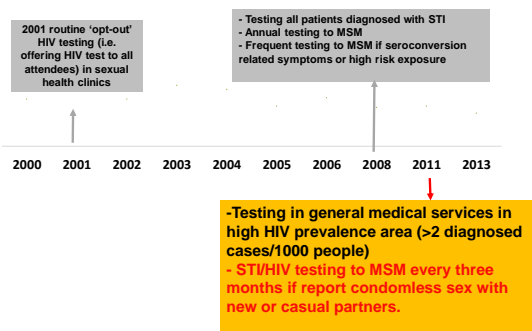 2001 routine ‘opt-out’
HIV testing (i.e.
offering HIV test to all
attendees) in sexual
health clinics
- Testing all patients diagnosed with STI
- Annual testing to MSM
- Frequent testing to MSM if seroconversion
related symptoms or high risk exposure
2000 2001 2002 2003 2004 2005 2006 2008 2011 2013
-Testing in general medical services in
high HIV prevalence area (>2 diagnosed
cases/1000 people)
- STI/HIV testing to MSM every three
months if report condomless sex with
new or casual partners.